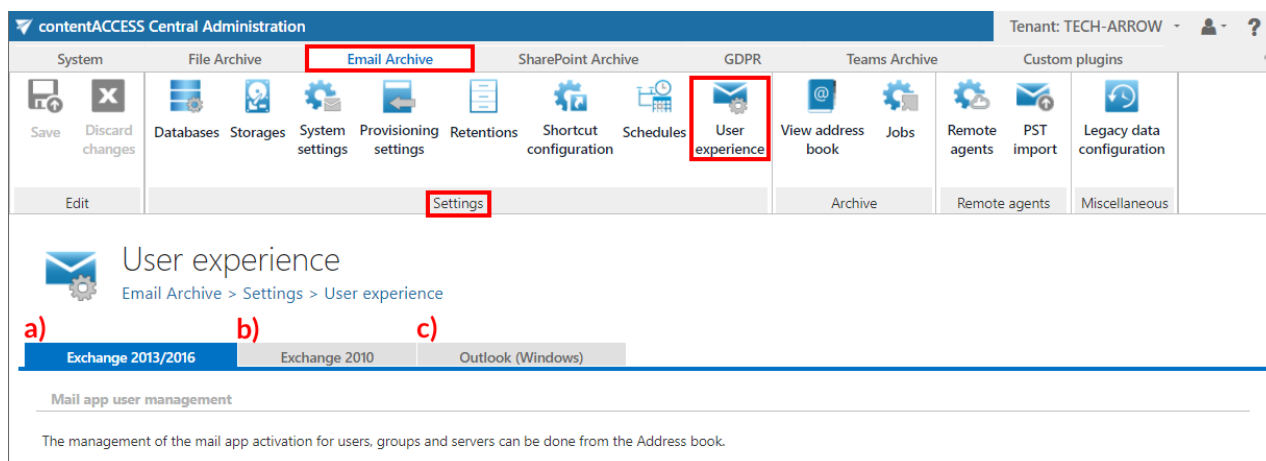 contentACCESS Central Administration
Tenant: TECH-ARROW
?
System File Archive Email Archive SharePoint Archive GDPR Teams Archive Custom plugins
Save Discard changes Databases Storages System settings Provisioning settings Retentions Shortcut configuration Schedules User experience View address book Jobs Remote agents PST import Legacy data configuration
Edit Settings Archive Remote agents Miscellaneous
User experience
Email Archive > Settings > User experience
a) b) c)
Exchange 2013/2016 Exchange 2010 Outlook (Windows)
Mail app user management
The management of the mail app activation for users, groups and servers can be done from the Address book.